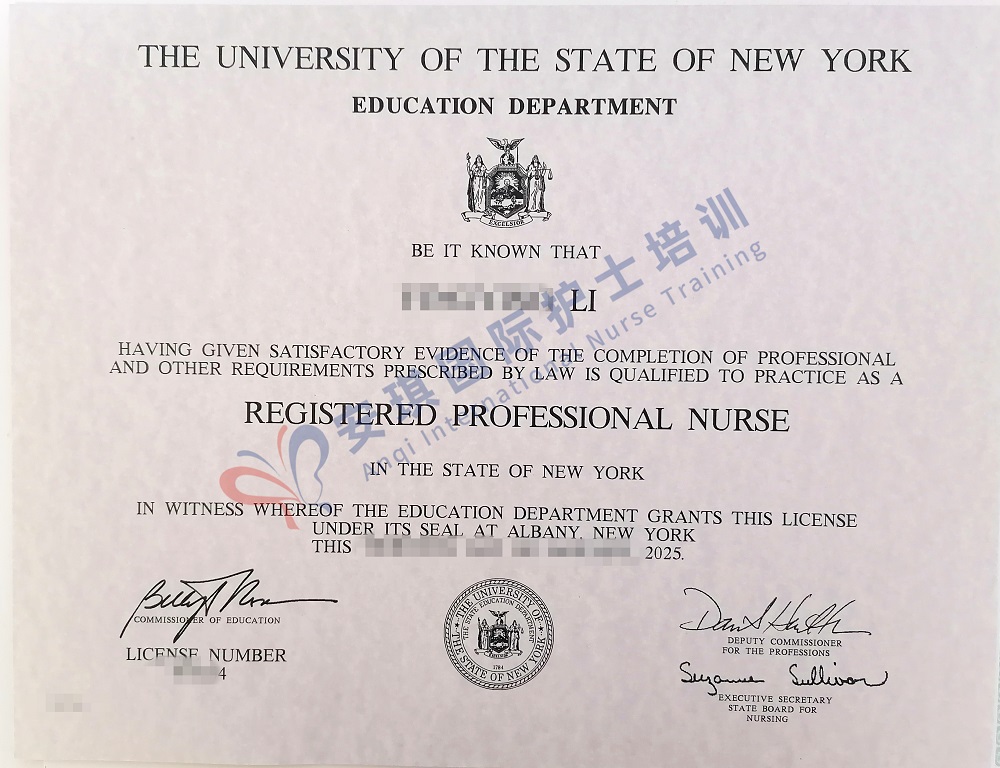 THE UNIVERSITY OF THE STATE OF NEW YORK
EDUCATION DEPARTMENT
EXCELSIOR
BE IT KNOWN THAT
LI
HAVING GIVEN SATISFACTORY EVIDENCE OF THE COMPLETION OF PROFESSIONAL
AND OTHER REQUIREMENTS PRESCRIBED BY LAW IS QUALIFIED TO PRACTICE AS A
REGISTERED PROFESSIONAL NURSE
IN THE STATE OF NEW YORK
IN WITNESS WHEREOF THE EDUCATION DEPARTMENT GRANTS THIS LICENSE
UNDER ITS SEAL AT ALBANY, NEW YORK
THIS 2025.
安琪国际护士培训
Anqi International Nurse Training
COMMISSIONER OF EDUCATION
LICENSE NUMBER
4
THE UNIVERSITY OF THE STATE OF NEW YORK
THE STATE EDUCATION DEPARTMENT
1784
DEPUTY COMMISSIONER
FOR THE PROFESSIONS
Suzanne Sullivan
EXECUTIVE SECRETARY
STATE BOARD FOR
NURSING